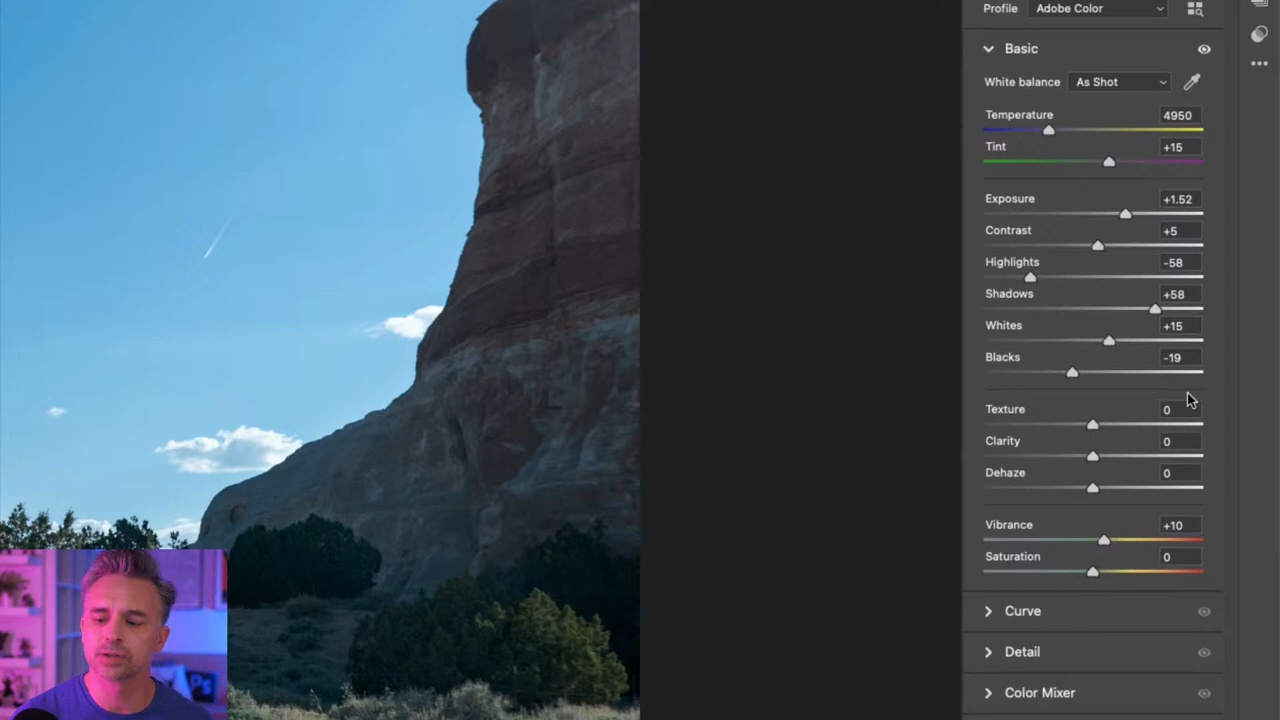 Profile Adobe Color
Basic
White balance As Shot
Temperature 4950
Tint +15
Exposure +1.52
Contrast +5
Highlights -58
Shadows +58
Whites +15
Blacks -19
Texture 0
Clarity 0
Dehaze 0
Vibrance +10
Saturation 0
Curve
Detail
Color Mixer
Ps